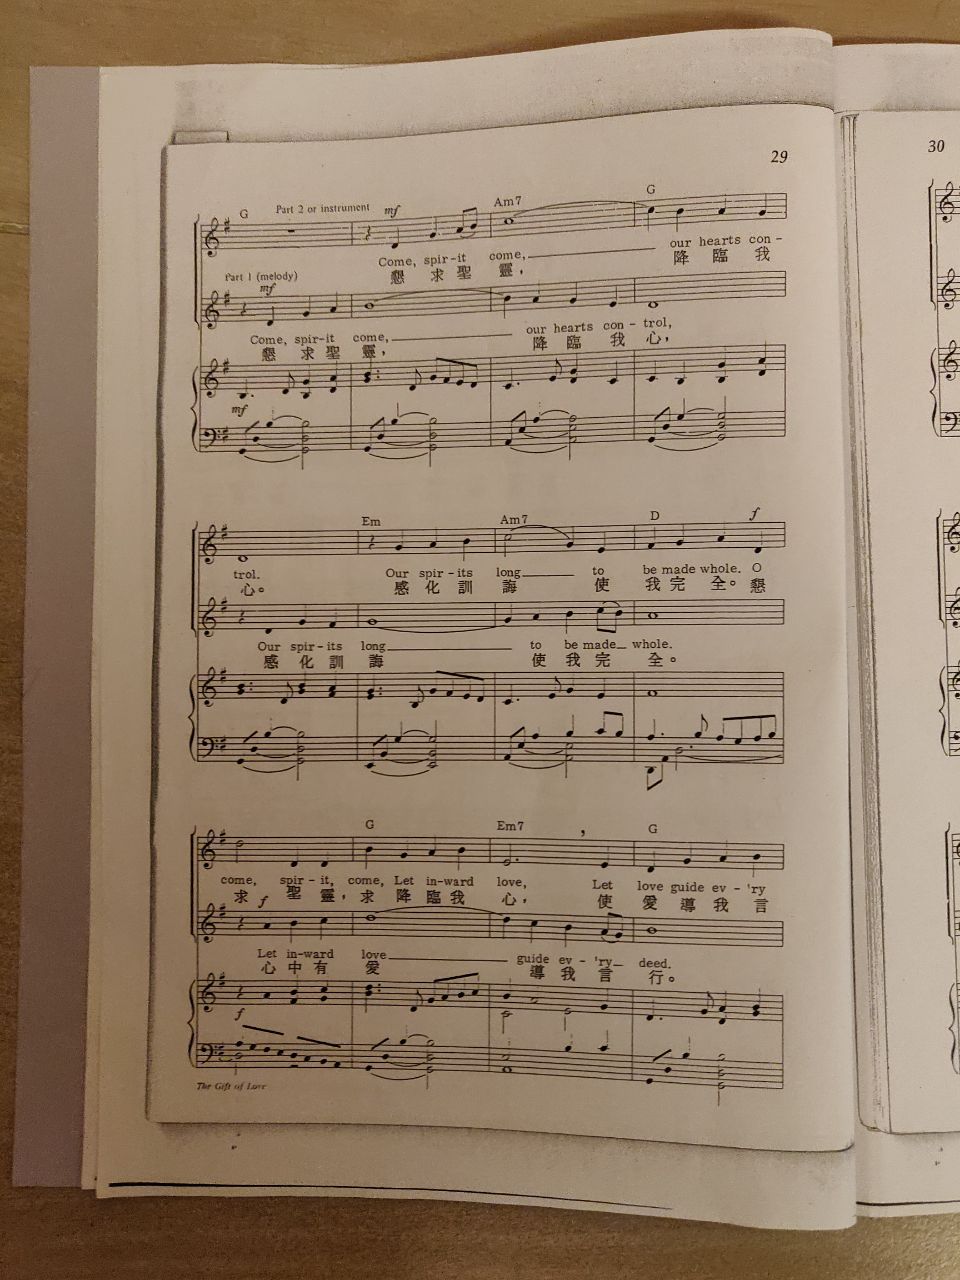 29
30
G Part 2 or instrument mf Am7 G
Come, spir-it come, our hearts con-
懇 求 聖 靈， 降 臨 我
Part 1 (melody)
mf
Come, spir-it come, our hearts con-trol,
懇 求 聖 靈， 降 臨 我 心，
mf
Em Am7 D f
trol. Our spir-its long to be made whole. O
心。 感 化 訓 誨 使 我 完 全。 懇
Our spir-its long to be made whole.
感 化 訓 誨 使 我 完 全。
G Em7 , G
come, spir-it, come, Let in-ward love, Let love guide ev-'ry
求 聖 靈，求 降 臨 我 心， 使 愛 導 我 言
f
Let in-ward love guide ev-'ry deed.
心 中 有 愛 導 我 言 行。
f
The Gift of Love